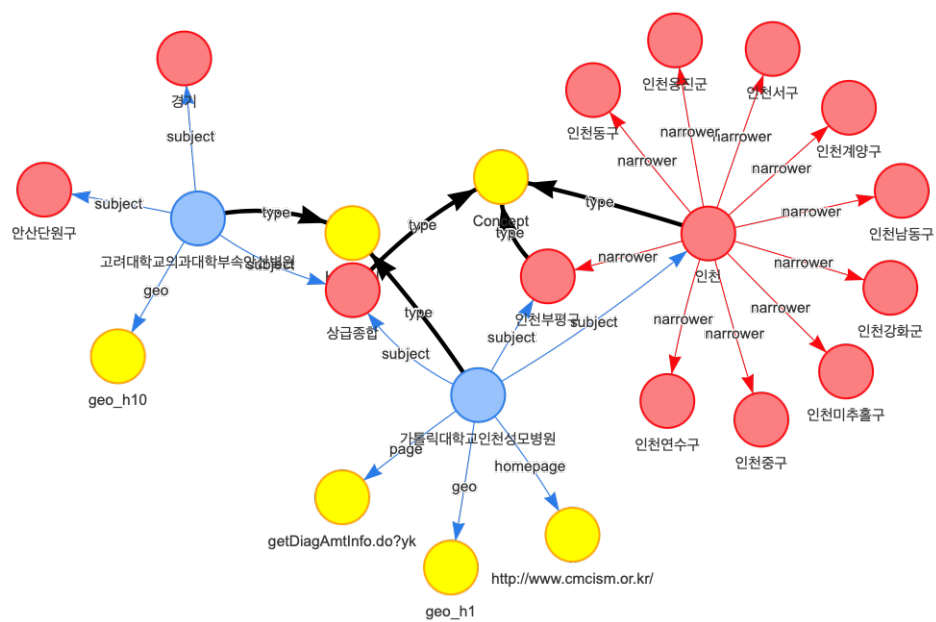 인천옹진군
인천서구
경기
인천동구
narrower
narrower
subject
인천계양구
narrower
narrower
Concept
subject
type
type
안산단원구
type
type
narrower
인천남동구
고려대학교의과대학부속안산병원
subject
narrower
인천
narrower
geo
상급종합
type
인천부평구
subject
narrower
narrower
narrower
인천강화군
subject
subject
geo_h10
인천미추홀구
가톨릭대학교인천성모병원
인천연수구
인천중구
page
geo
homepage
getDiagAmtInfo.do?yk
http://www.cmcism.or.kr/
geo_h1